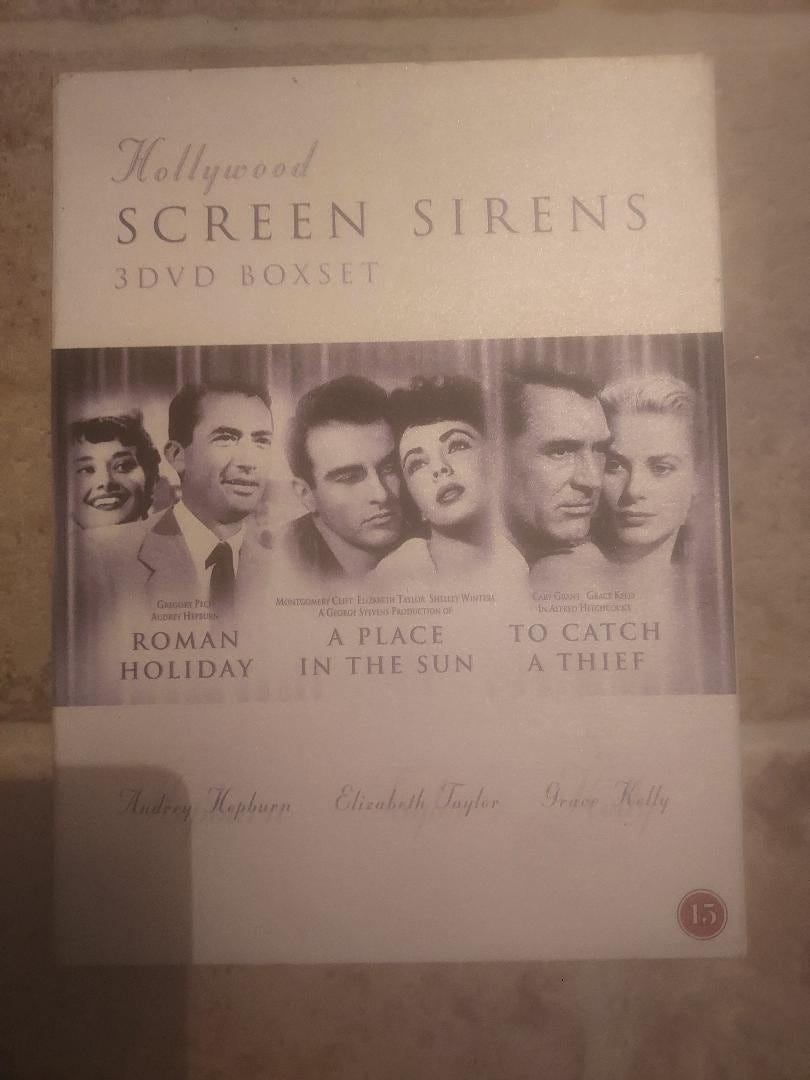 Hollywood
SCREEN SIRENS
3DVD BOXSET
GREGORY PECK
AUDREY HEPBURN
ROMAN
HOLIDAY
MONTGOMERY CLIFT ELIZABETH TAYLOR SHELLEY WINTERS
A GEORGE STEVENS PRODUCTION OF
A PLACE
IN THE SUN
CARY GRANT GRACE KELLY
IN ALFRED HITCHCOCK'S
TO CATCH
A THIEF
Audrey Hepburn Elizabeth Taylor Grace Kelly
15